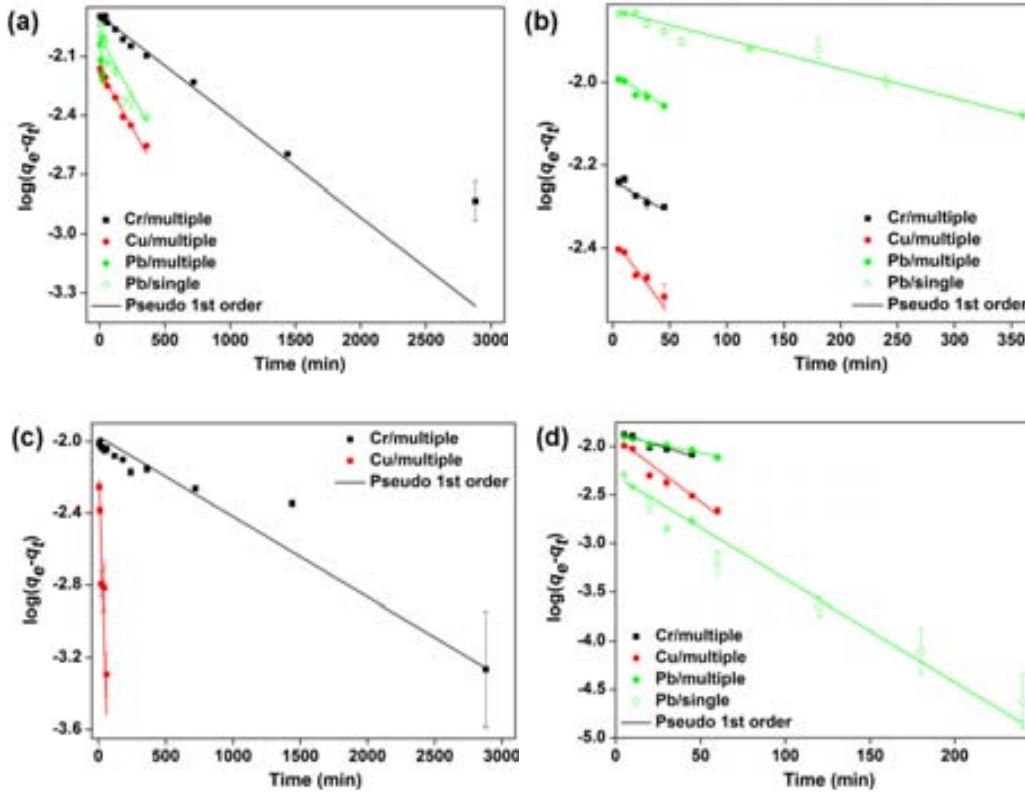 (a)
log(qe-qt)
-2.1
-2.4
-2.7
-3.0
-3.3
Cr/multiple
Cu/multiple
Pb/multiple
Pb/single
Pseudo 1st order
0 500 1000 1500 2000 2500 3000
Time (min)
(b)
log(qe-qt)
-2.0
-2.2
-2.4
Cr/multiple
Cu/multiple
Pb/multiple
Pb/single
Pseudo 1st order
0 50 100 150 200 250 300 350
Time (min)
(c)
log(qe-qt)
-2.0
-2.4
-2.8
-3.2
-3.6
Cr/multiple
Cu/multiple
Pseudo 1st order
0 500 1000 1500 2000 2500 3000
Time (min)
(d)
log(qe-qt)
-2.0
-2.5
-3.0
-3.5
-4.0
-4.5
-5.0
Cr/multiple
Cu/multiple
Pb/multiple
Pb/single
Pseudo 1st order
0 50 100 150 200
Time (min)